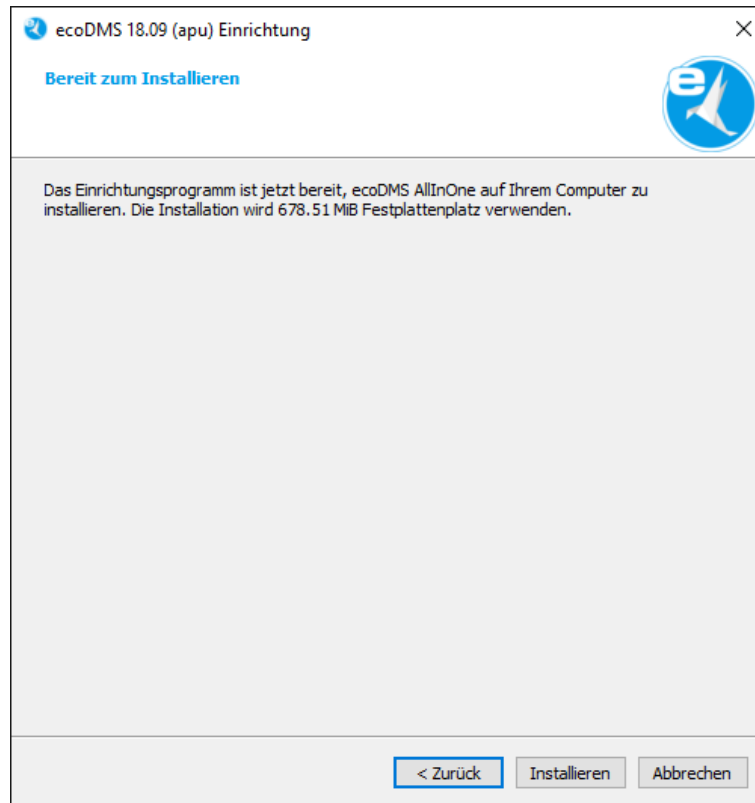 ecoDMS 18.09 (apu) Einrichtung
Bereit zum Installieren
e
Das Einrichtungsprogramm ist jetzt bereit, ecoDMS AllInOne auf Ihrem Computer zu
installieren. Die Installation wird 678.51 MiB Festplattenplatz verwenden.
< Zurück Installieren Abbrechen